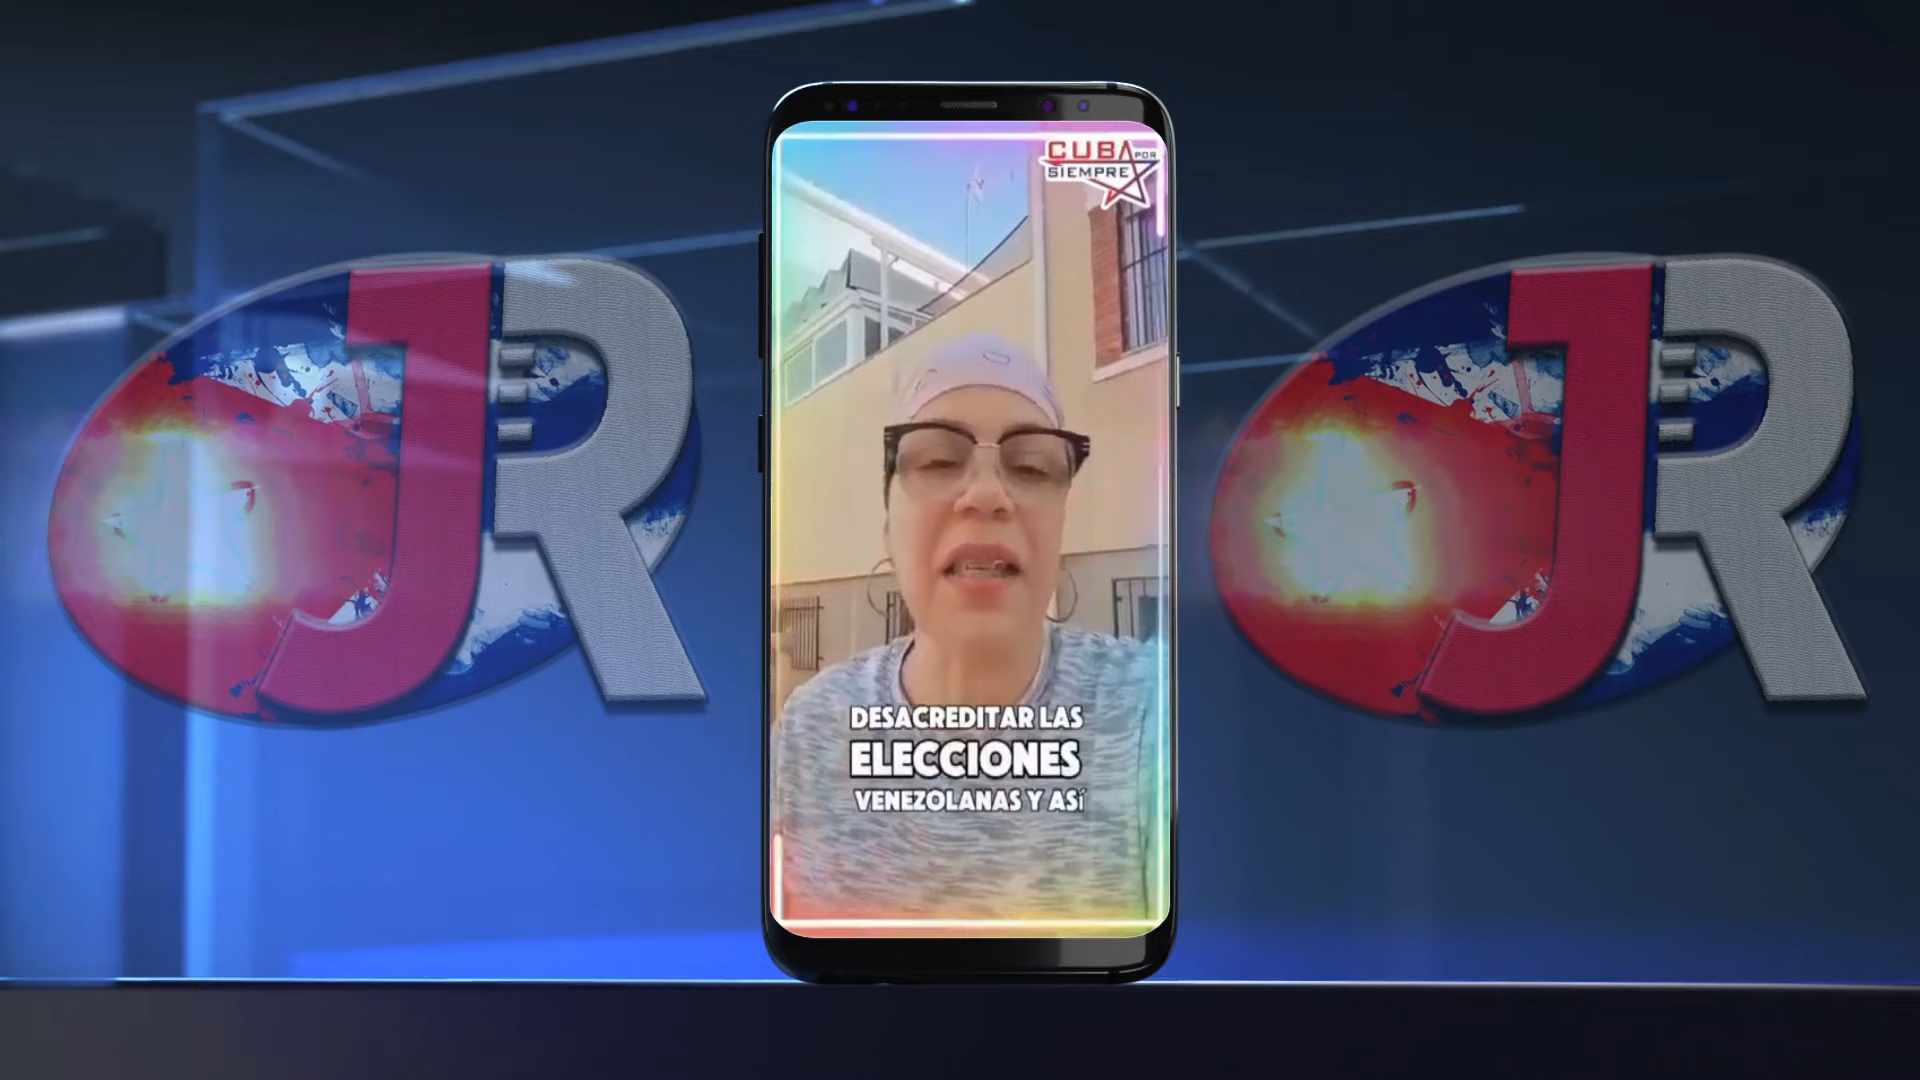 JR
CUBA POR
SIEMPRE
JR
DESACREDITAR LAS
ELECCIONES
VENEZOLANAS Y ASÍ